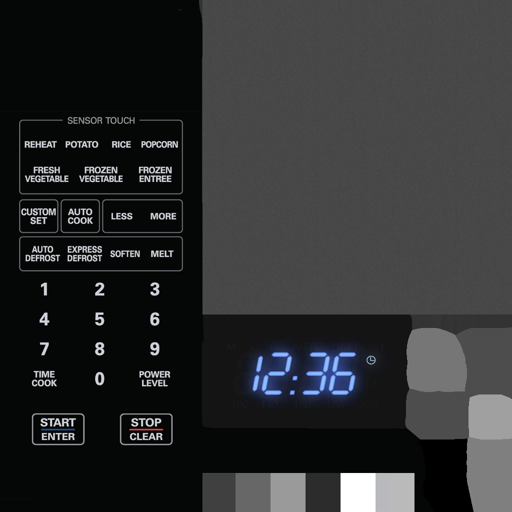 SENSOR TOUCH
REHEAT POTATO RICE POPCORN
FRESH VEGETABLE FROZEN VEGETABLE FROZEN ENTREE
CUSTOM SET AUTO COOK LESS MORE
AUTO DEFROST EXPRESS DEFROST SOFTEN MELT
1 2 3
4 5 6
7 8 9
TIME COOK 0 POWER LEVEL
START ENTER STOP CLEAR
12:36